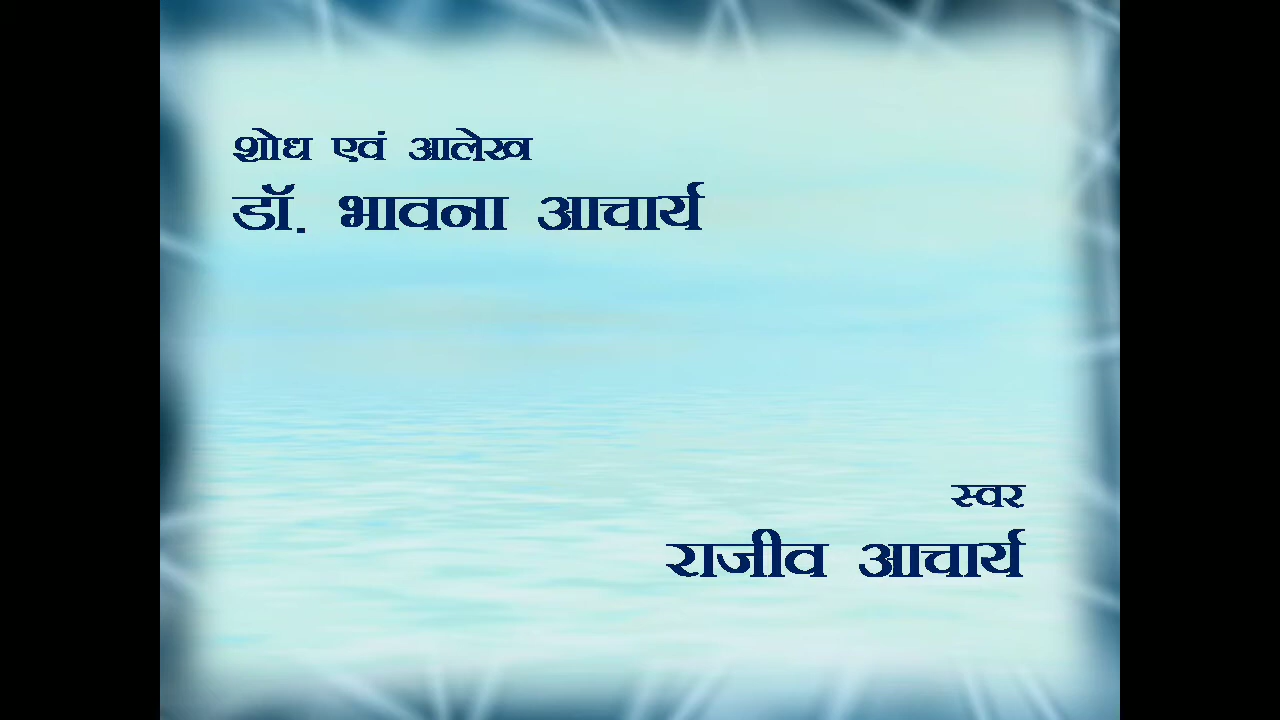 शोध एवं आलेख
डॉ. भावना आचार्य
स्वर
राजीव आचार्य